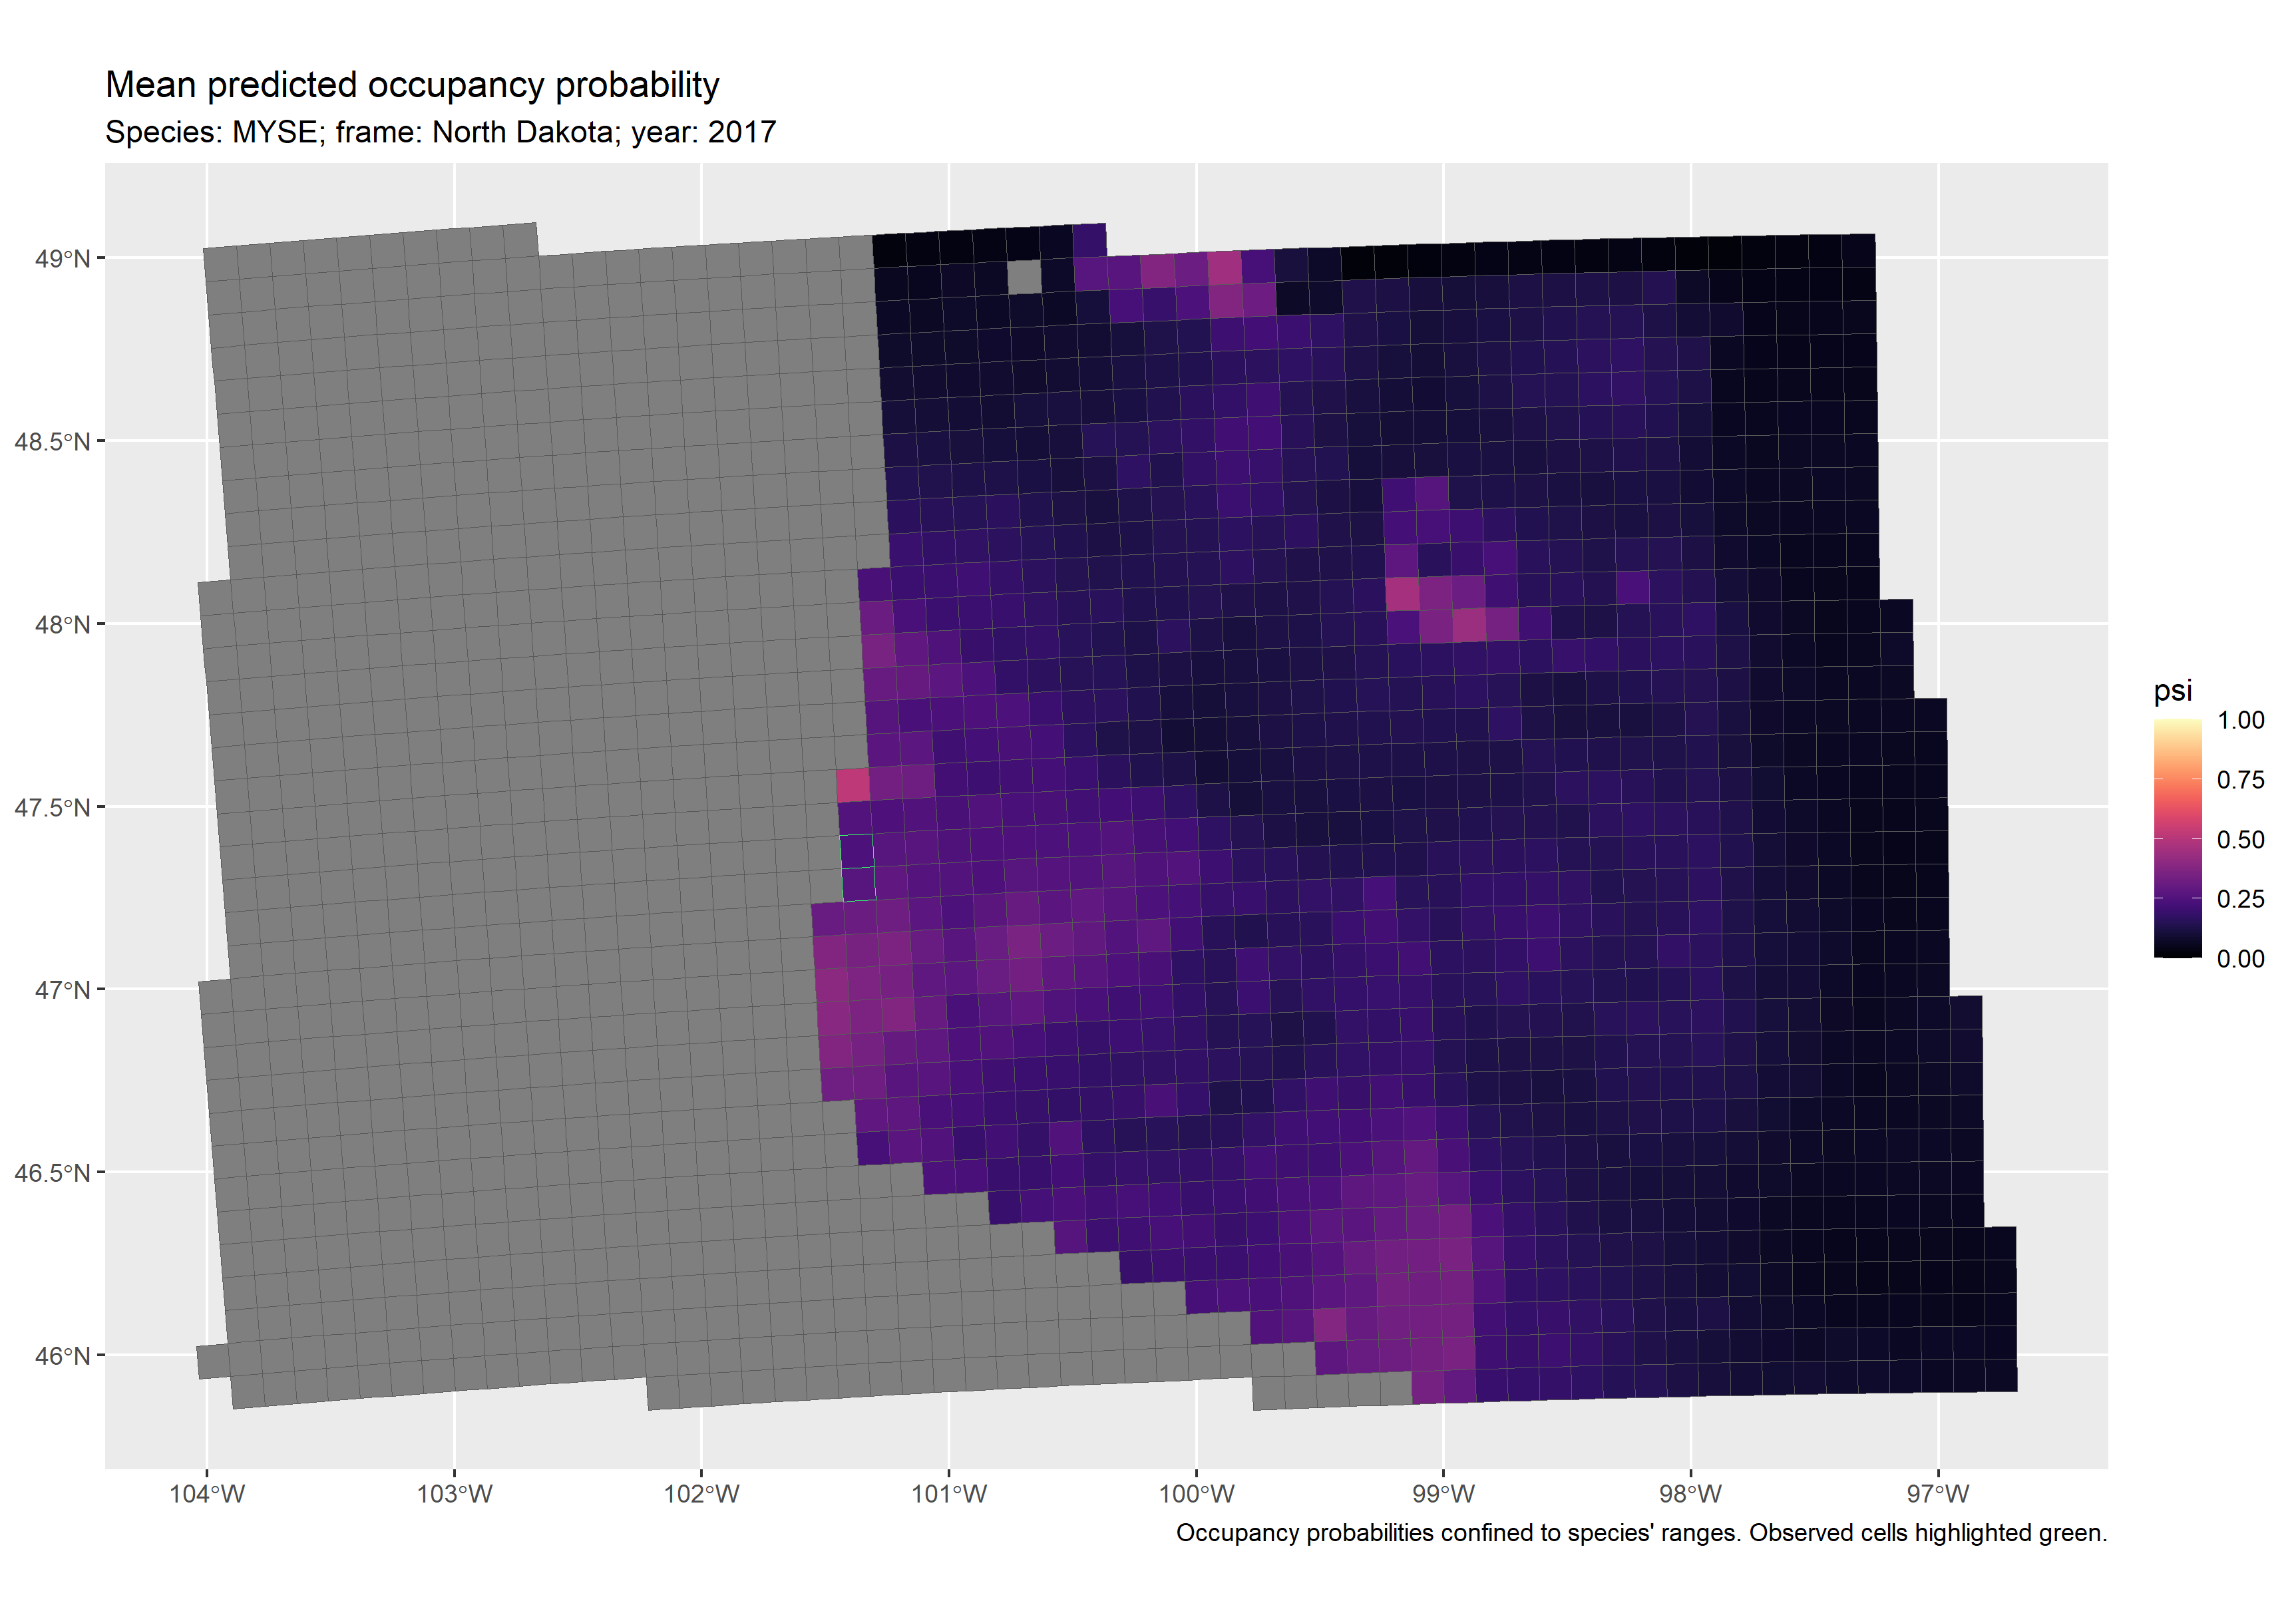 Mean predicted occupancy probability
Species: MYSE; frame: North Dakota; year: 2017
49°N
48.5°N
48°N
47.5°N
47°N
46.5°N
46°N
104°W
103°W
102°W
101°W
100°W
99°W
98°W
97°W
psi
1.00
0.75
0.50
0.25
0.00
Occupancy probabilities confined to species' ranges. Observed cells highlighted green.